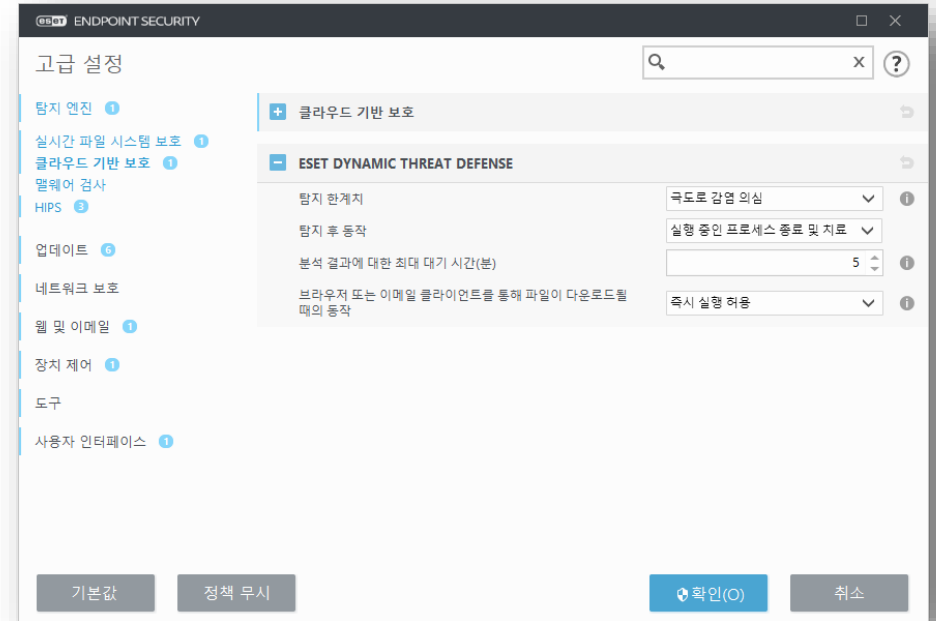 eset ENDPOINT SECURITY
고급 설정
탐지 엔진 1
실시간 파일 시스템 보호 1
클라우드 기반 보호 1
맬웨어 검사
HIPS 3
업데이트 6
네트워크 보호
웹 및 이메일 1
장치 제어 1
도구
사용자 인터페이스 1
클라우드 기반 보호
ESET DYNAMIC THREAT DEFENSE
탐지 한계치 극도로 감염 의심
탐지 후 동작 실행 중인 프로세스 종료 및 치료
분석 결과에 대한 최대 대기 시간(분) 5
브라우저 또는 이메일 클라이언트를 통해 파일이 다운로드될
때의 동작 즉시 실행 허용
기본값 정책 무시 확인(O) 취소